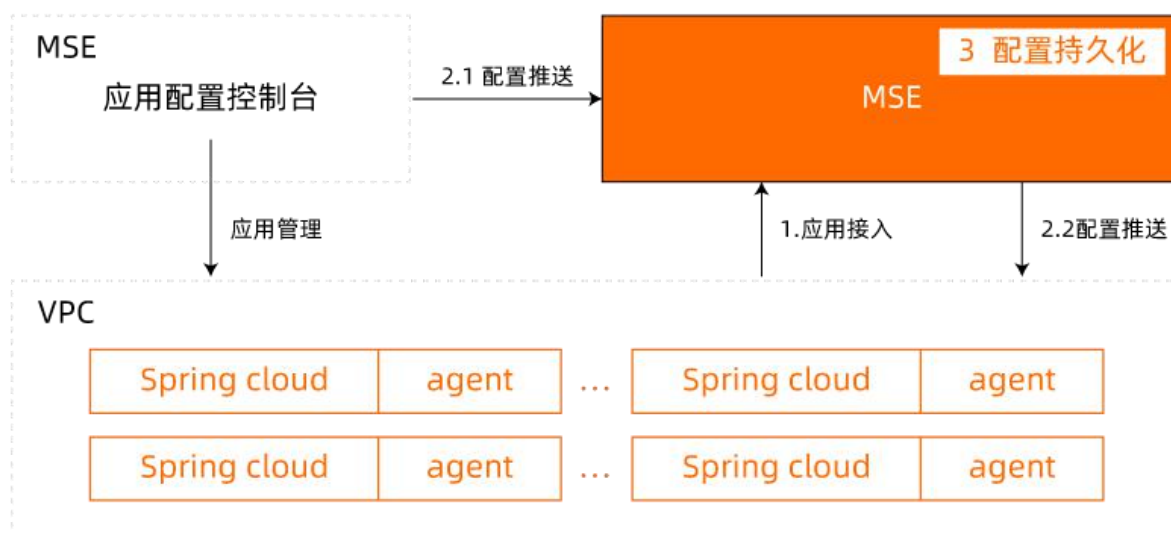 MSE
应用配置控制台
2.1 配置推送
3 配置持久化
MSE
应用管理
1.应用接入
2.2配置推送
VPC
Spring cloud agent ... Spring cloud agent
Spring cloud agent ... Spring cloud agent